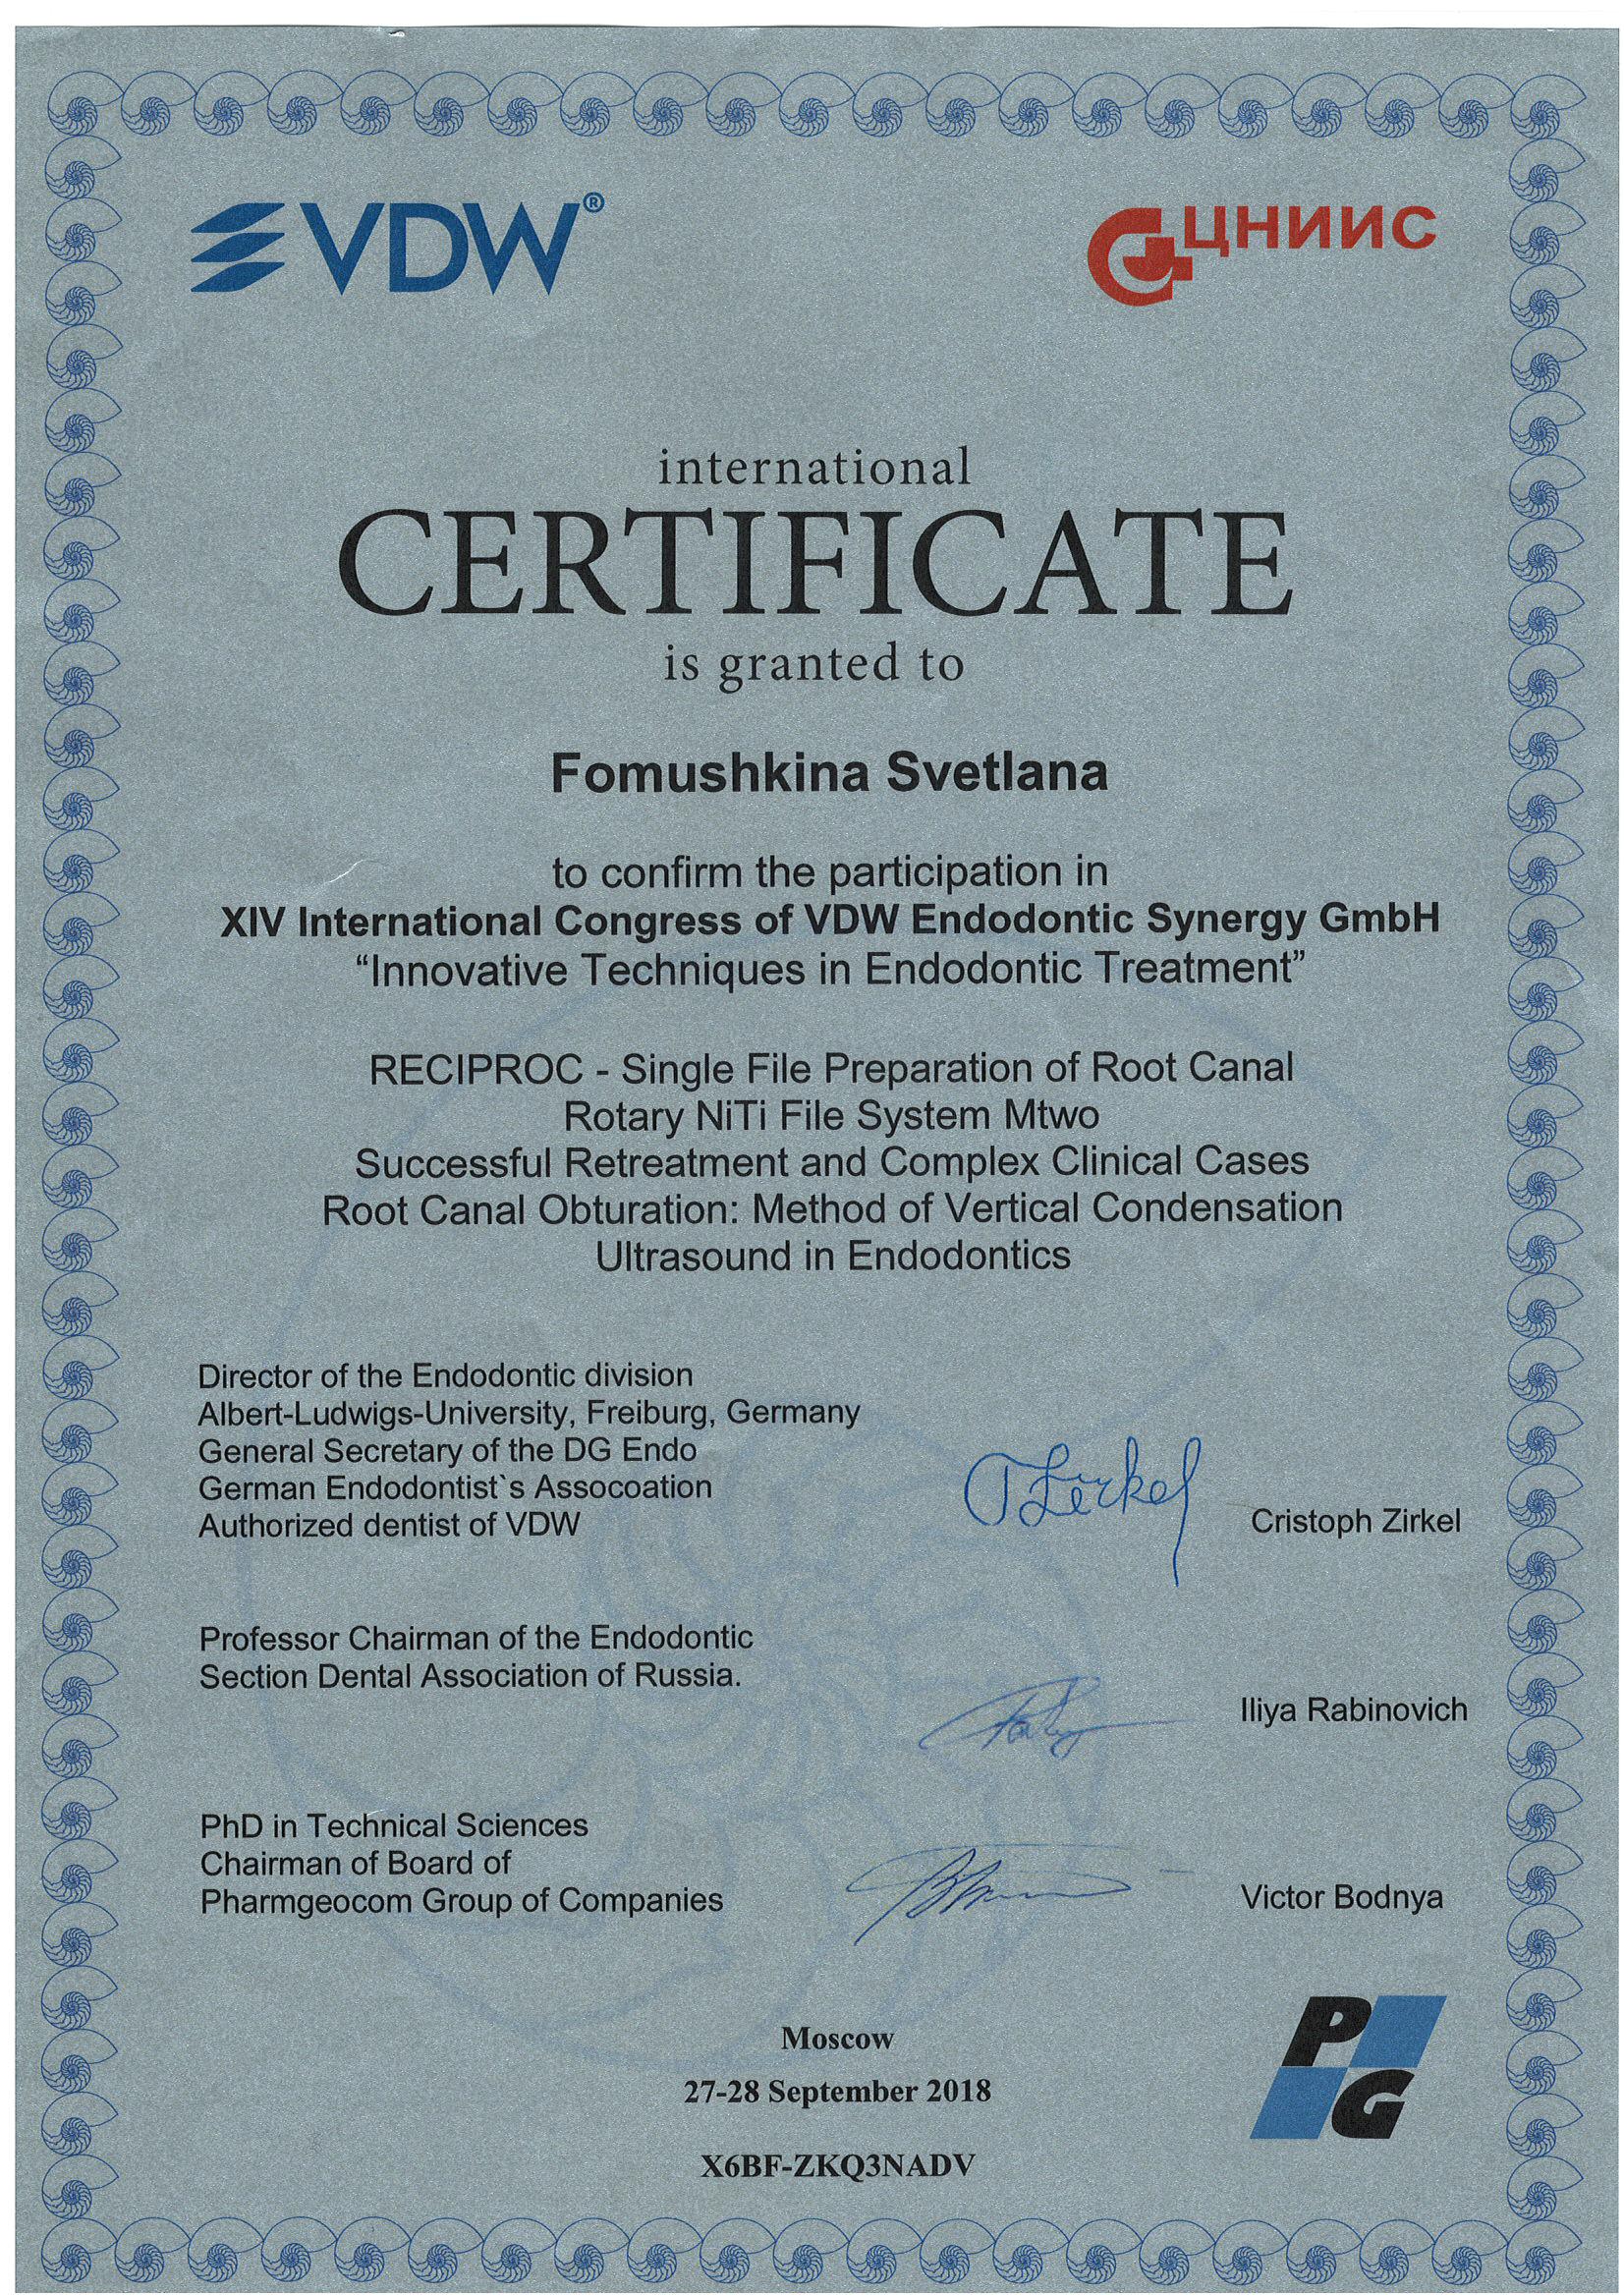 VDW®
ЦНИИС
international
CERTIFICATE
is granted to
Fomushkina Svetlana
to confirm the participation in
XIV International Congress of VDW Endodontic Synergy GmbH
“Innovative Techniques in Endodontic Treatment”
RECIPROC - Single File Preparation of Root Canal
Rotary NiTi File System Mtwo
Successful Retreatment and Complex Clinical Cases
Root Canal Obturation: Method of Vertical Condensation
Ultrasound in Endodontics
Director of the Endodontic division
Albert-Ludwigs-University, Freiburg, Germany
General Secretary of the DG Endo
German Endodontist`s Assocoation
Authorized dentist of VDW
Cristoph Zirkel
Professor Chairman of the Endodontic
Section Dental Association of Russia.
Iliya Rabinovich
PhD in Technical Sciences
Chairman of Board of
Pharmgeocom Group of Companies
Victor Bodnya
Moscow
27-28 September 2018
X6BF-ZKQ3NADV
P
G